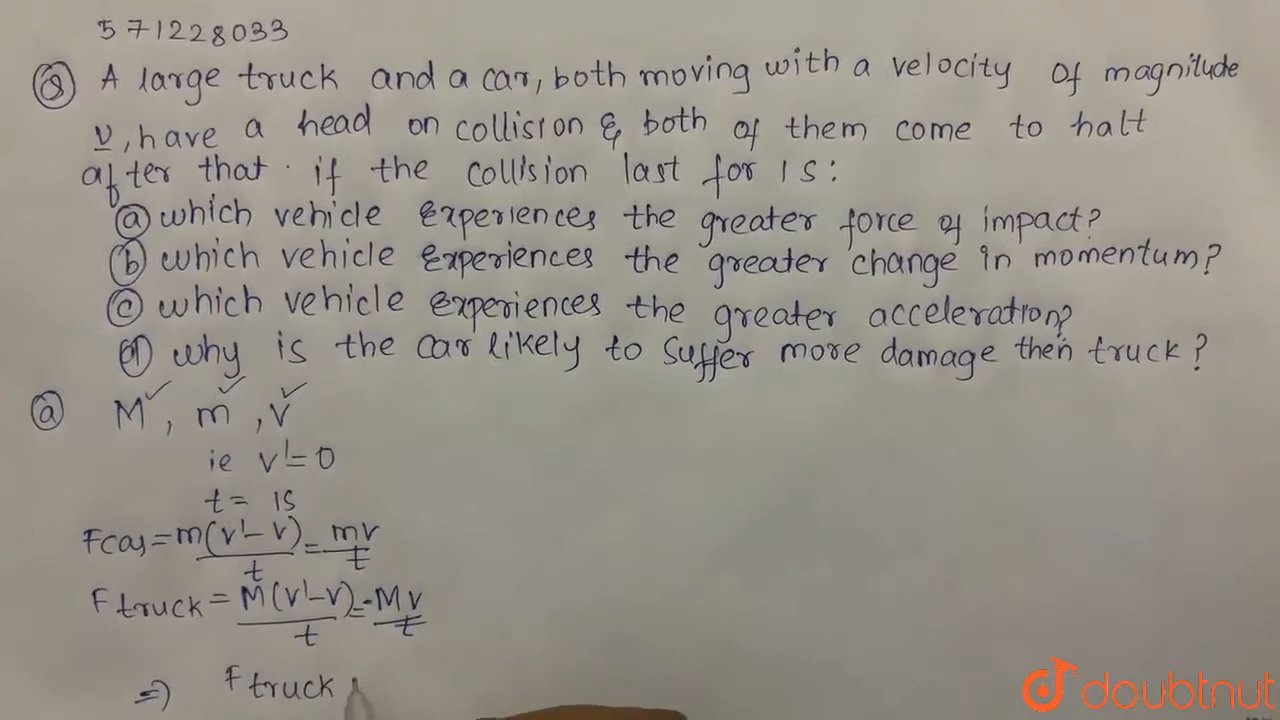 571228033
Q A large truck and a car, both moving with a velocity of magnitude
v, have a head on collision & both of them come to halt
after that. if the collision last for 1s:
a which vehicle experiences the greater force of impact?
b which vehicle experiences the greater change in momentum?
c which vehicle experiences the greater acceleration?
d why is the car likely to suffer more damage then truck?
a M✓, m✓, v✓
ie v'=0
t= 1s
Fcar = m(v'-v)/t = -mv/t
F truck = M(v'-v)/t = -Mv/t
⇒ F truck
doubtnut